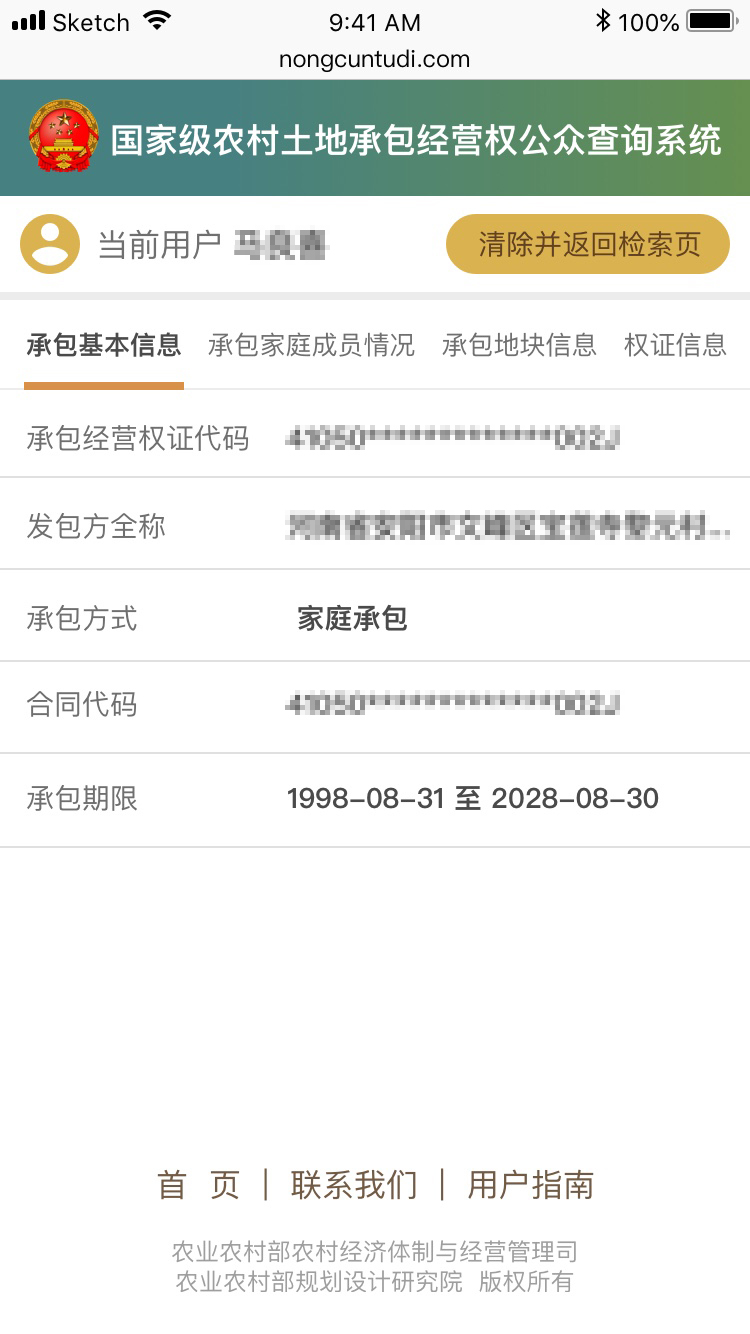 Sketch 9:41 AM 100%
nongcuntudi.com
国家级农村土地承包经营权公众查询系统
当前用户 清除并返回检索页
承包基本信息 承包家庭成员情况 承包地块信息 权证信息
承包经营权证代码 41050*************002J
发包方全称
承包方式 家庭承包
合同代码 41050*************002J
承包期限 1998-08-31 至 2028-08-30
首 页 | 联系我们 | 用户指南
农业农村部农村经济体制与经营管理司
农业农村部规划设计研究院 版权所有